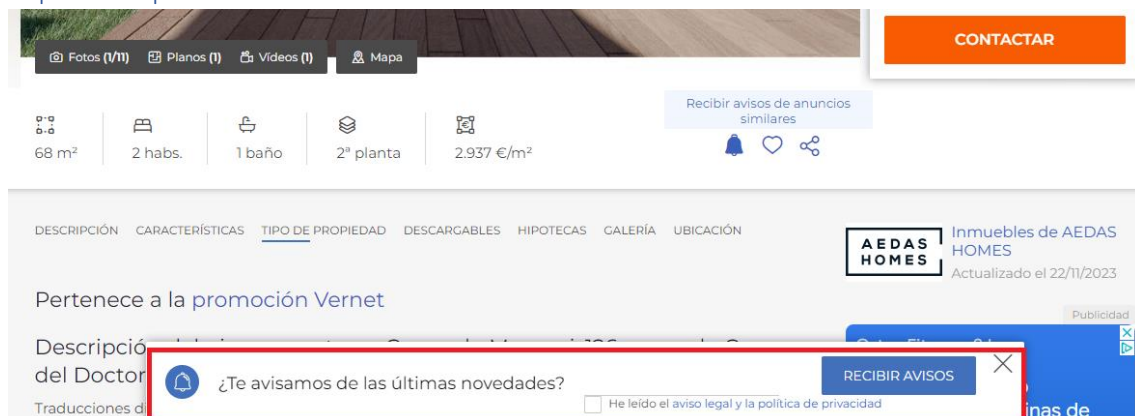 Fotos (1/11) Planos (1) Vídeos (1) Mapa
CONTACTAR
Recibir avisos de anuncios
similares
68 m² 2 habs. 1 baño 2ª planta 2.937 €/m²
DESCRIPCIÓN CARACTERÍSTICAS TIPO DE PROPIEDAD DESCARGABLES HIPOTECAS GALERÍA UBICACIÓN
AEDAS
HOMES
Inmuebles de AEDAS
HOMES
Actualizado el 22/11/2023
Pertenece a la promoción Vernet
Publicidad
del Doctor
Traducciones
¿Te avisamos de las últimas novedades?
RECIBIR AVISOS
He leído el aviso legal y la política de privacidad
inas de